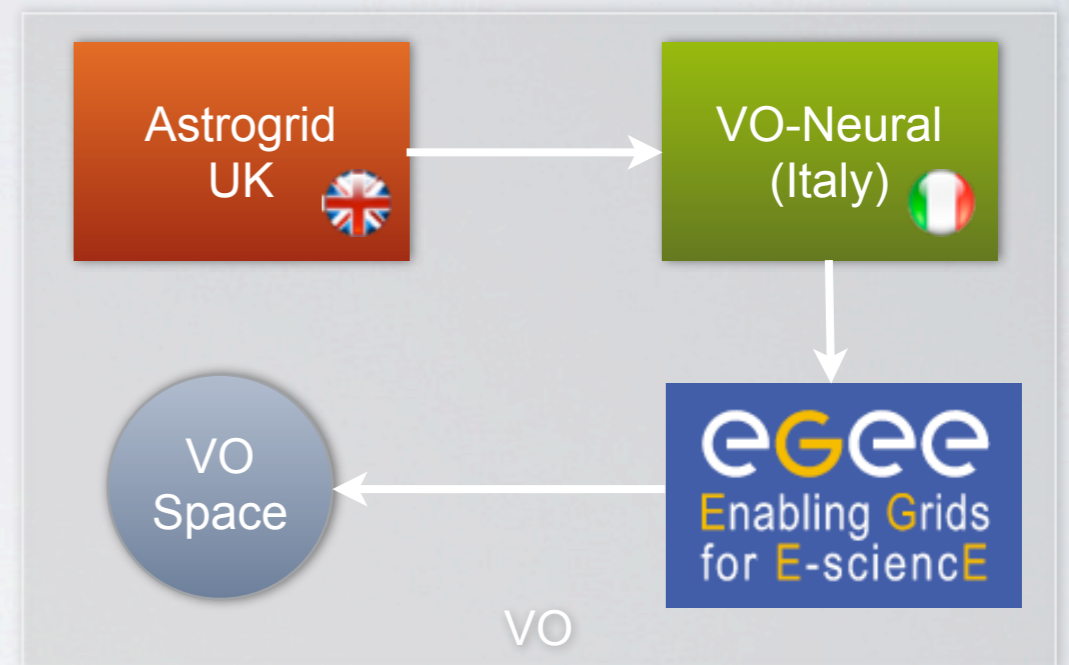 Astrogrid
UK
VO-Neural
(Italy)
VO
Space
eGee
Enabling Grids
for E-sciencE
VO